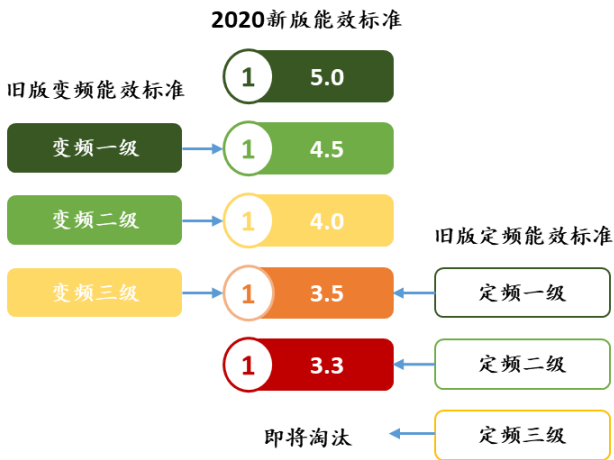 2020新版能效标准
1 5.0
旧版变频能效标准
变频一级
1 4.5
变频二级
1 4.0
旧版定频能效标准
变频三级
1 3.5
定频一级
1 3.3
定频二级
即将淘汰
定频三级